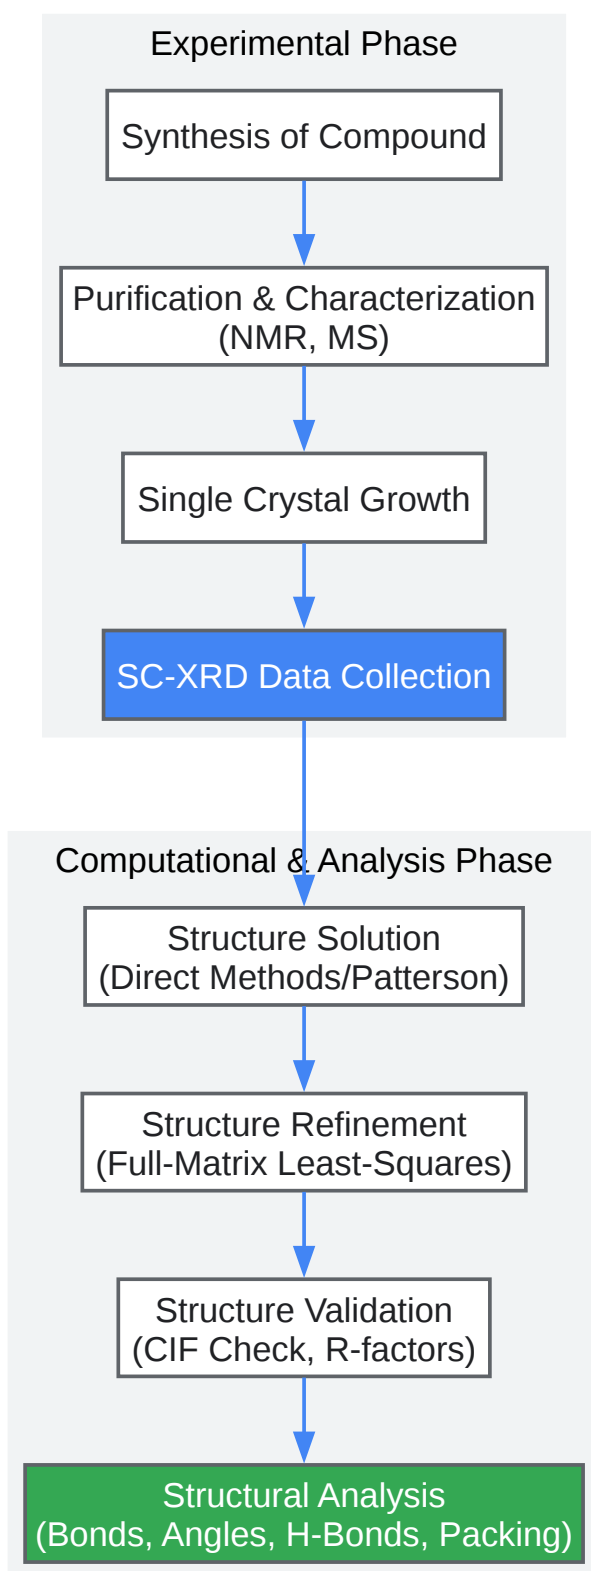 Experimental Phase
Synthesis of Compound
Purification & Characterization
(NMR, MS)
Single Crystal Growth
SC-XRD Data Collection
Computational & Analysis Phase
Structure Solution
(Direct Methods/Patterson)
Structure Refinement
(Full-Matrix Least-Squares)
Structure Validation
(CIF Check, R-factors)
Structural Analysis
(Bonds, Angles, H-Bonds, Packing)